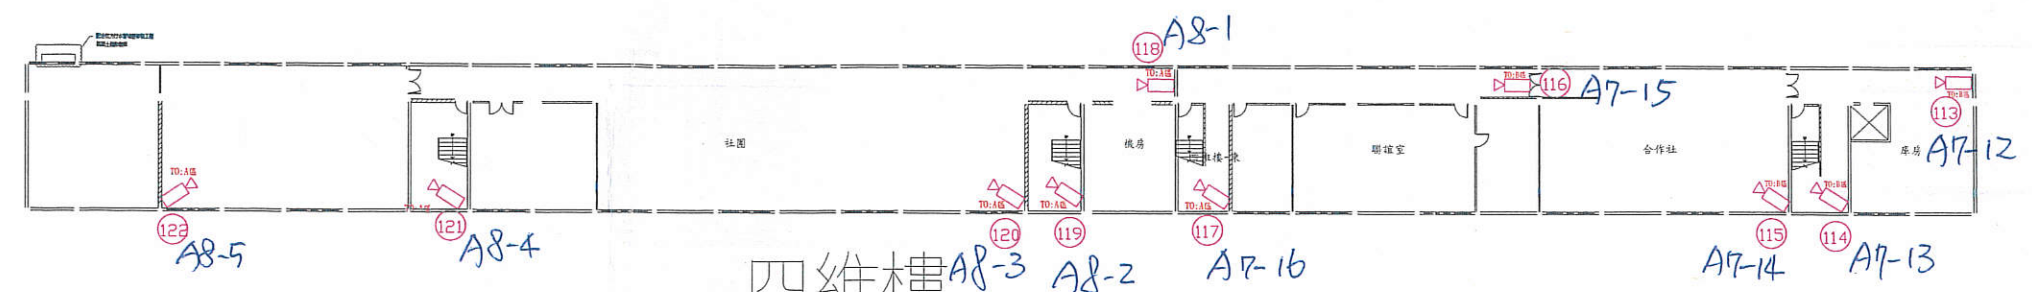 118 A8-1
TO:A區
TO:B區
116 A7-15
TO:B區
113
A7-12
社團
機房
聯誼室
合作社
庫房
TO:A區
TO:A區
TO:A區
TO:A區
TO:B區
TO:B區
122
A8-5
121
A8-4
120
A8-3
119
A8-2
117
A7-16
115
A7-14
114
A7-13
四維樓